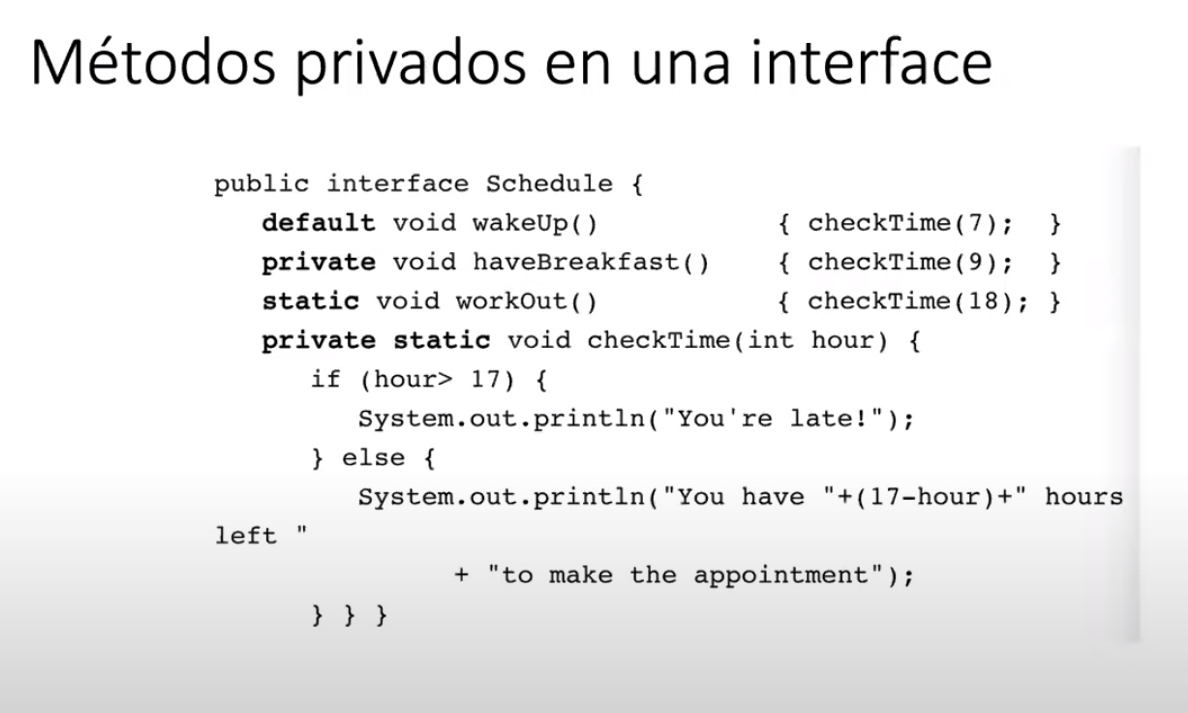 Métodos privados en una interface
public interface Schedule {
default void wakeUp() { checkTime(7); }
private void haveBreakfast() { checkTime(9); }
static void workOut() { checkTime(18); }
private static void checkTime(int hour) {
if (hour> 17) {
System.out.println("You're late!");
} else {
System.out.println("You have "+(17-hour)+" hours
left "
+ "to make the appointment");
} } }